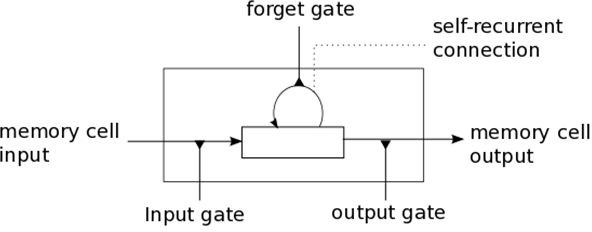 forget gate
self-recurrent
connection
memory cell
input
memory cell
output
Input gate
output gate